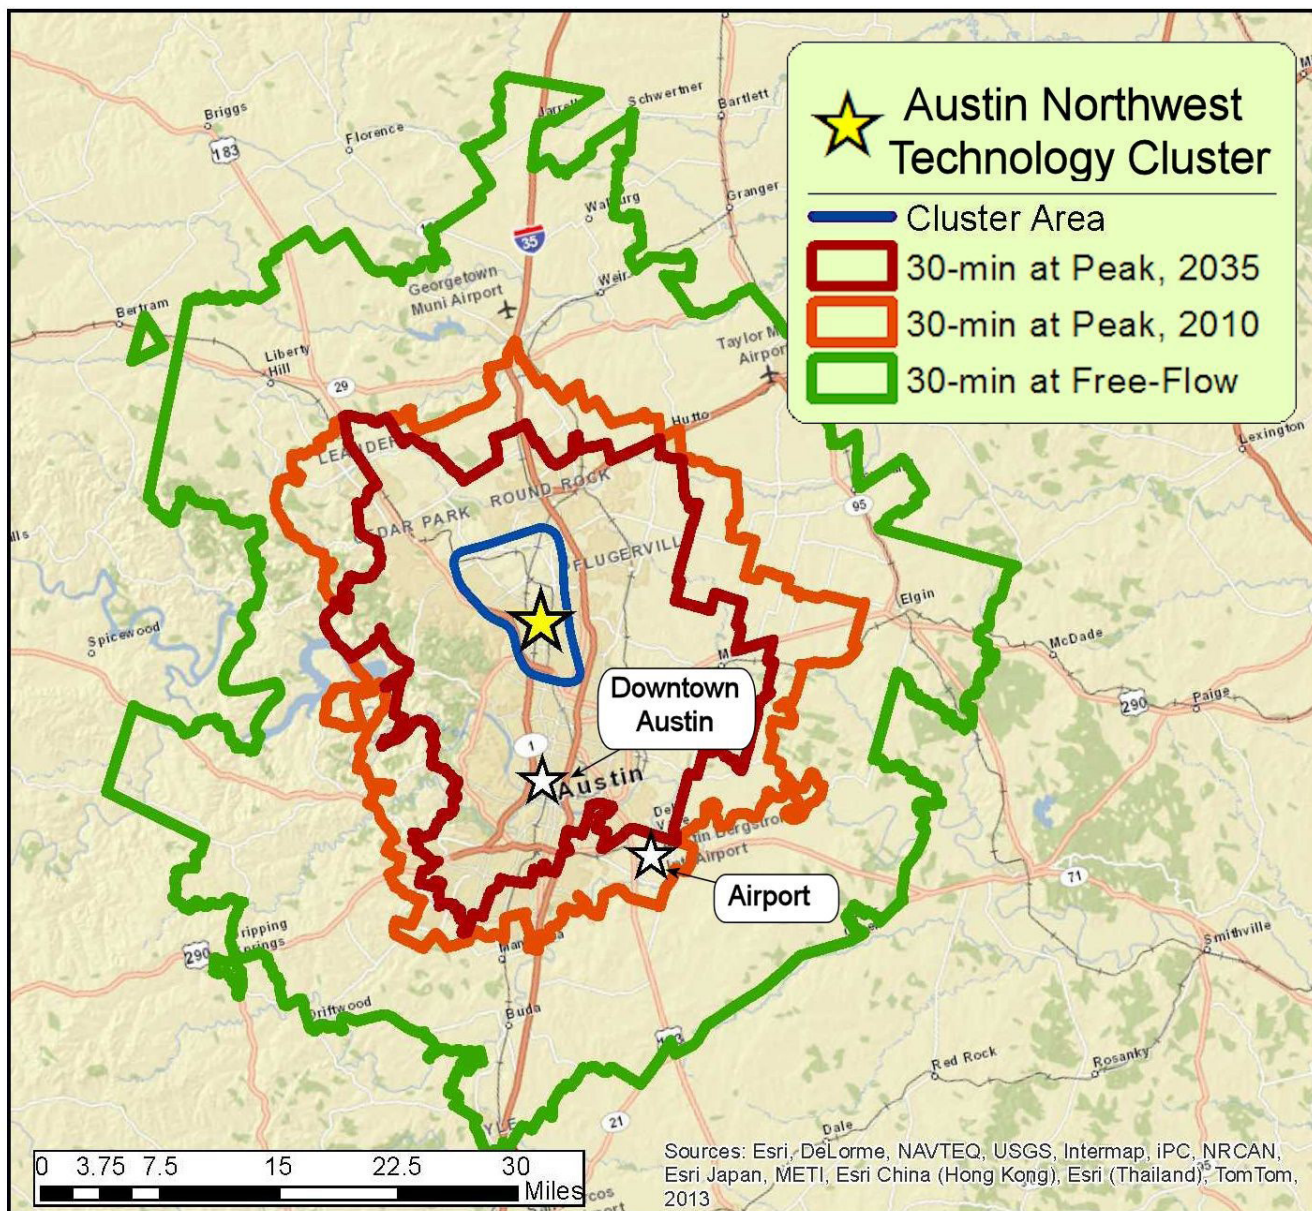 Austin Northwest
Technology Cluster
Cluster Area
30-min at Peak, 2035
30-min at Peak, 2010
30-min at Free-Flow
Schwertner
Bartlett
Briggs
183
Florence
Granger
Walburg
35
Weir
Georgetown
Muni Airport
Bertram
Taylor M
Airpor
Liberty
Hill
29
Hutto
Lexington
LEANDER
ROUND ROCK
95
DAR PARK
FLUGERVILL
Elgin
Spicewood
McDade
Downtown
Austin
290
Paige
1
Austin
Airport
Airport
71
Smithville
290
Driftwood
Buda
Red Rock
Rosanky
21
YLE
Dale
0 3.75 7.5 15 22.5 30
Miles
Sources: Esri, DeLorme, NAVTEQ, USGS, Intermap, iPC, NRCAN,
Esri Japan, METI, Esri China (Hong Kong), Esri (Thailand), TomTom,
2013